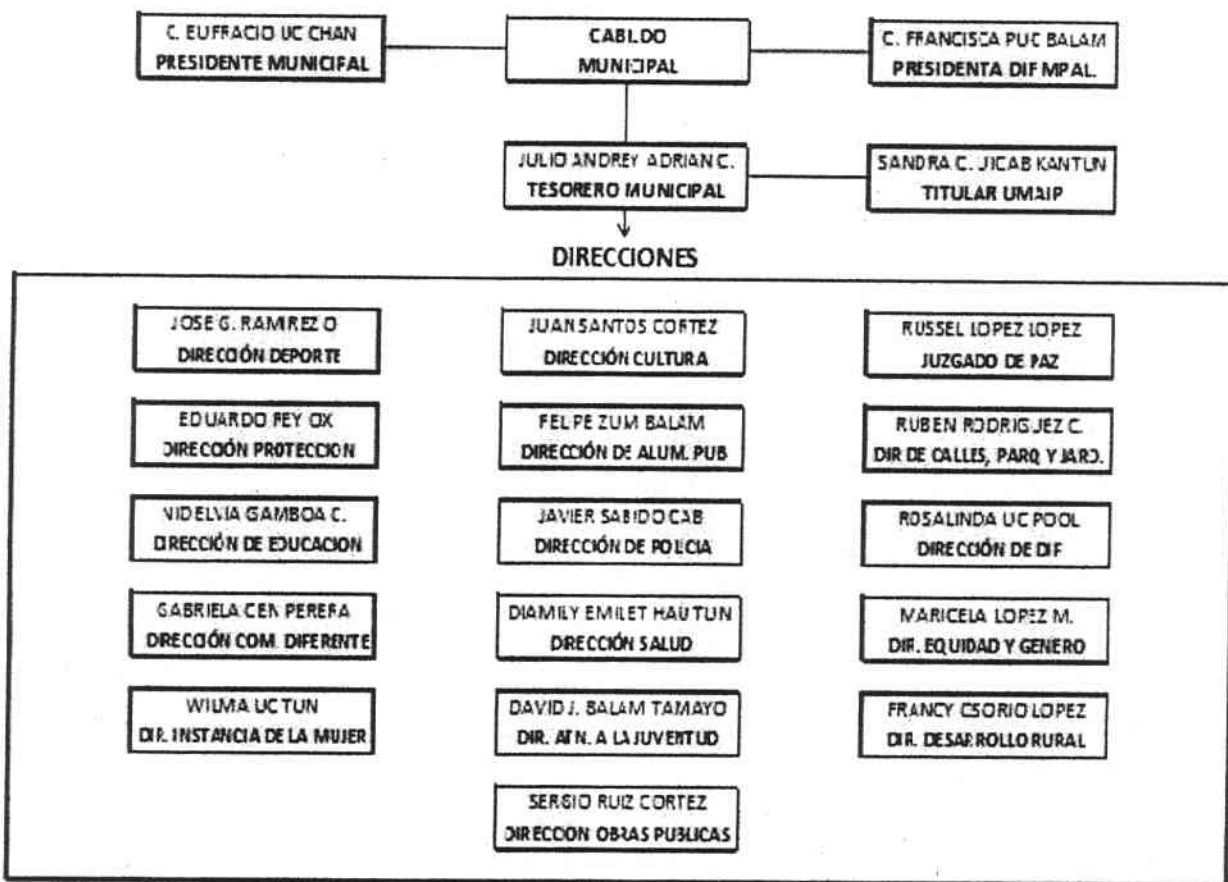 C. EUFRACIO UC CHAN
PRESIDENTE MUNICIPAL
CABILDO
MUNICIPAL
C. FRANCISCA PUC BALAM
PRESIDENTA DIF MPAL.
JULIO ANDREY ADRIAN C.
TESORERO MUNICIPAL
SANDRA C. UICAB KANTUN
TITULAR UMAIP
DIRECCIONES
JOSE G. RAMIREZ O
DIRECCIÓN DEPORTE
JUAN SANTOS CORTEZ
DIRECCIÓN CULTURA
RUSSEL LOPEZ LOPEZ
JUZGADO DE PAZ
EDUARDO OX
DIRECCIÓN PROTECCION
FELIPE ZUM BALAM
DIRECCIÓN DE ALUM. PUB
RUBEN RODRIGUEZ C.
DIR DE CALLES, PARQ Y JARD.
NIDELVIA GAMBOA C.
DIRECCIÓN DE EDUCACION
JAVIER SABIDO CAB
DIRECCIÓN DE POLICIA
ROSALINDA UC POOL
DIRECCIÓN DE DIF
GABRIELA CEN PERERA
DIRECCIÓN COM. DIFERENTE
DIAMILY EMILET HAU TUN
DIRECCIÓN SALUD
MARICELA LOPEZ M.
DIR. EQUIDAD Y GENERO
WILMA UC TUN
DIR. INSTANCIA DE LA MUJER
DAVID J. BALAM TAMAYO
DIR. ATN. A LA JUVENTUD
FRANCY OSORIO LOPEZ
DIR. DESARROLLO RURAL
SERGIO RUIZ CORTEZ
DIRECCION OBRAS PUBLICAS